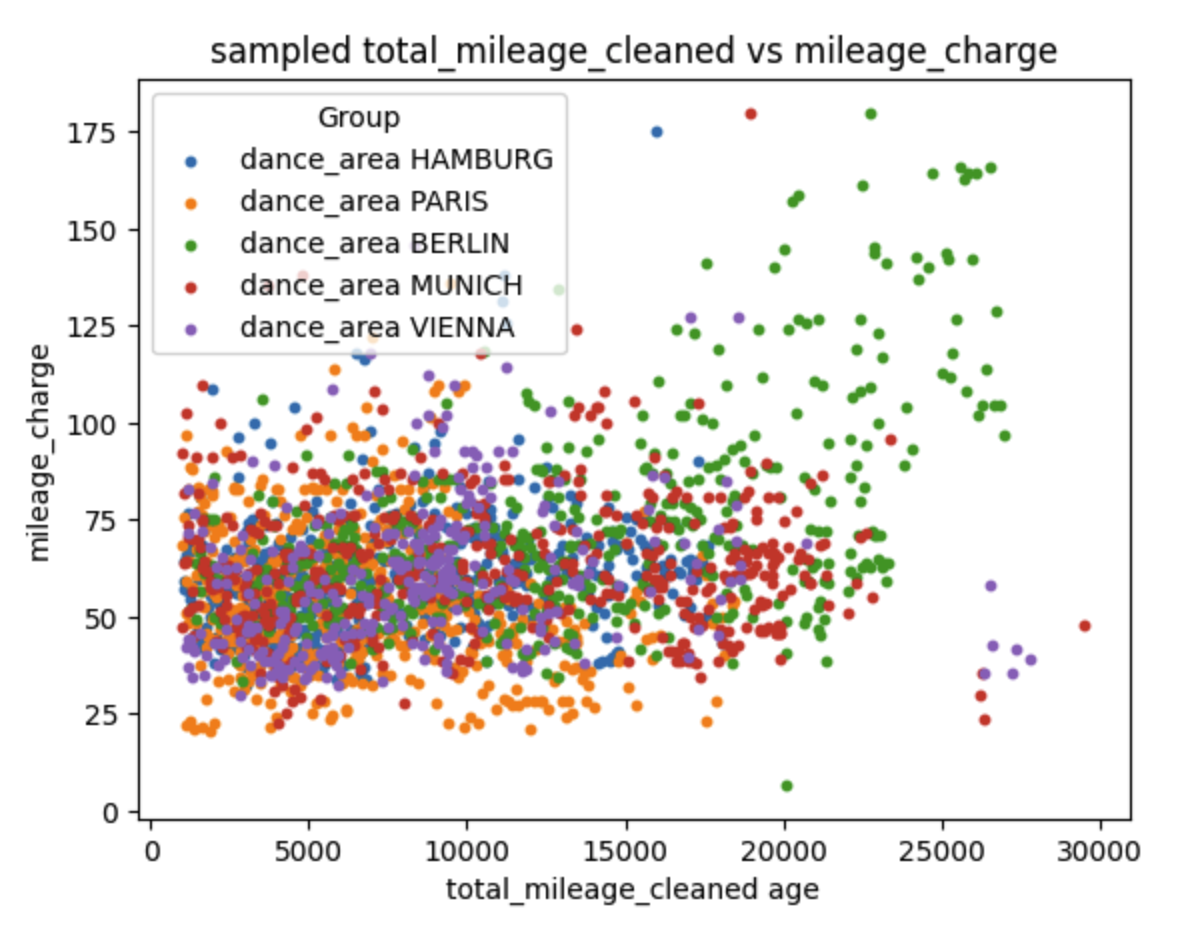 sampled total_mileage_cleaned vs mileage_charge
Group
dance_area HAMBURG
dance_area PARIS
dance_area BERLIN
dance_area MUNICH
dance_area VIENNA
175
150
125
100
75
50
25
0
mileage_charge
0 5000 10000 15000 20000 25000 30000
total_mileage_cleaned age